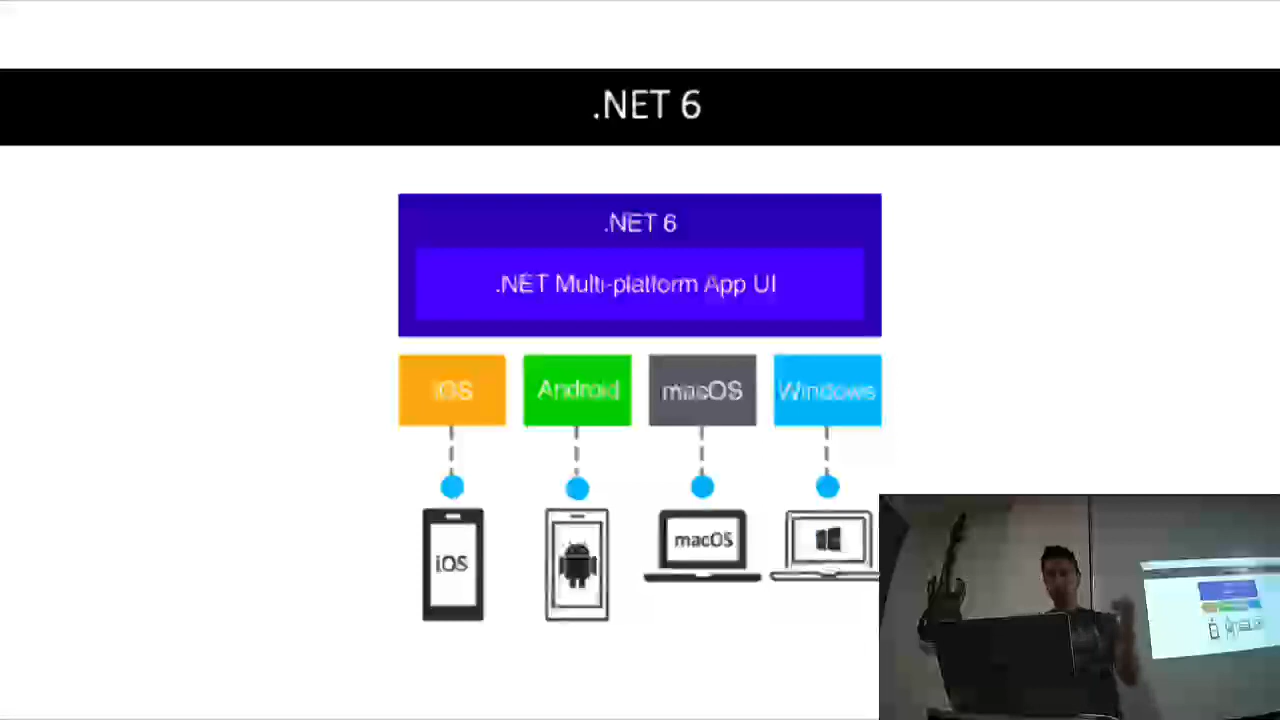 .NET 6
.NET 6
.NET Multi-platform App UI
iOS Android macOS Windows
iOS macOS